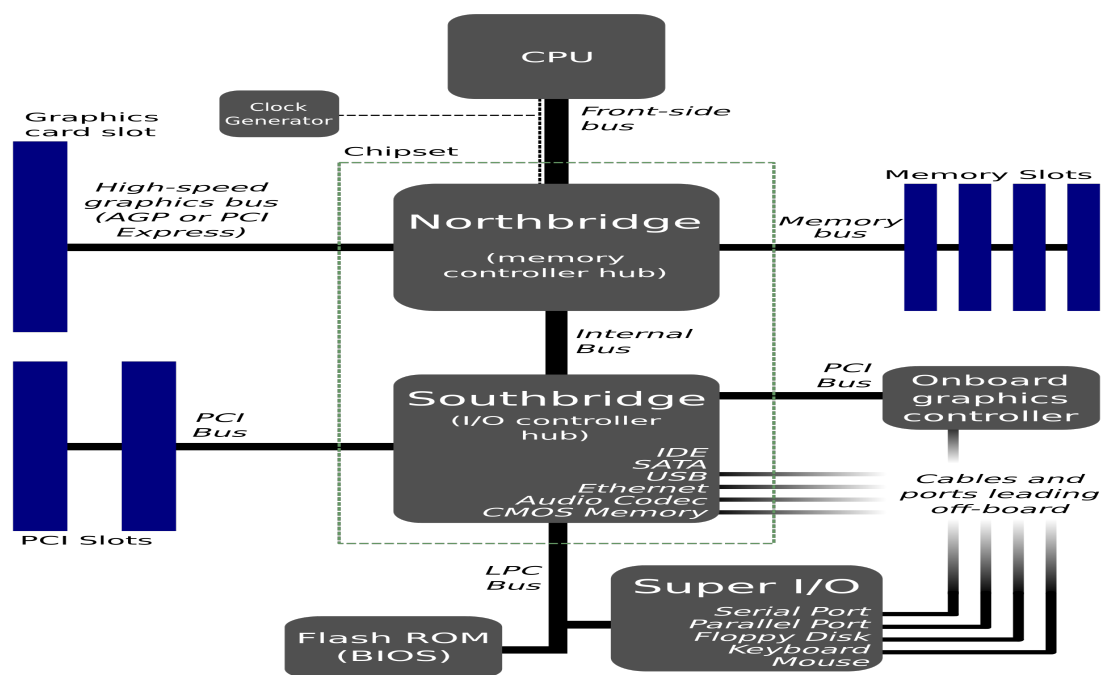 CPU
Clock
Generator
Front-side
bus
Graphics
card slot
Chipset
High-speed
graphics bus
(AGP or PCI
Express)
Northbridge
(memory
controller hub)
Memory Slots
Memory
bus
Internal
Bus
PCI
Bus
Onboard
graphics
controller
Southbridge
(I/O controller
hub)
IDE
SATA
USB
Ethernet
Audio Codec
CMOS Memory
PCI
Bus
PCI Slots
Cables and
ports leading
off-board
LPC
Bus
Super I/O
Serial Port
Parallel Port
Floppy Disk
Keyboard
Mouse
Flash ROM
(BIOS)